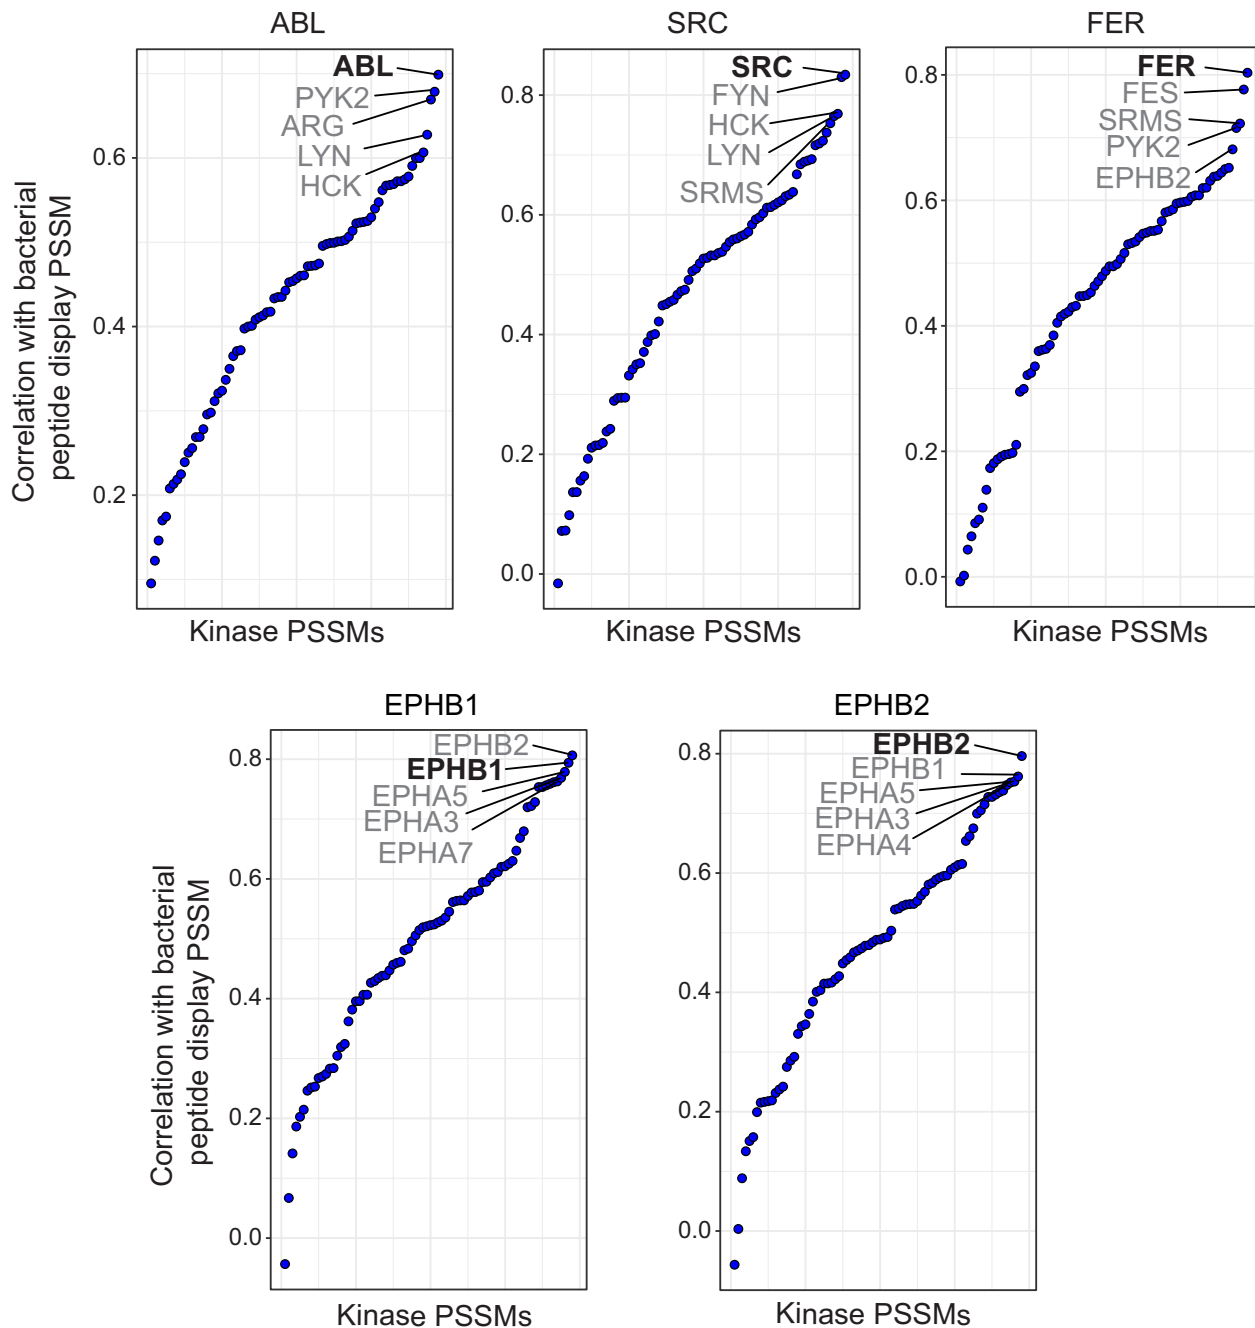 ABL
SRC
FER
Correlation with bacterial
peptide display PSSM
0.6
0.4
0.2
ABL
PYK2
ARG
LYN
HCK
Kinase PSSMs
0.8
0.6
0.4
0.2
0.0
SRC
FYN
HCK
LYN
SRMS
Kinase PSSMs
0.8
0.6
0.4
0.2
0.0
FER
FES
SRMS
PYK2
EPHB2
Kinase PSSMs
EPHB1
EPHB2
Correlation with bacterial
peptide display PSSM
0.8
0.6
0.4
0.2
0.0
EPHB2
EPHB1
EPHA5
EPHA3
EPHA7
Kinase PSSMs
0.8
0.6
0.4
0.2
0.0
EPHB2
EPHB1
EPHA5
EPHA3
EPHA4
Kinase PSSMs